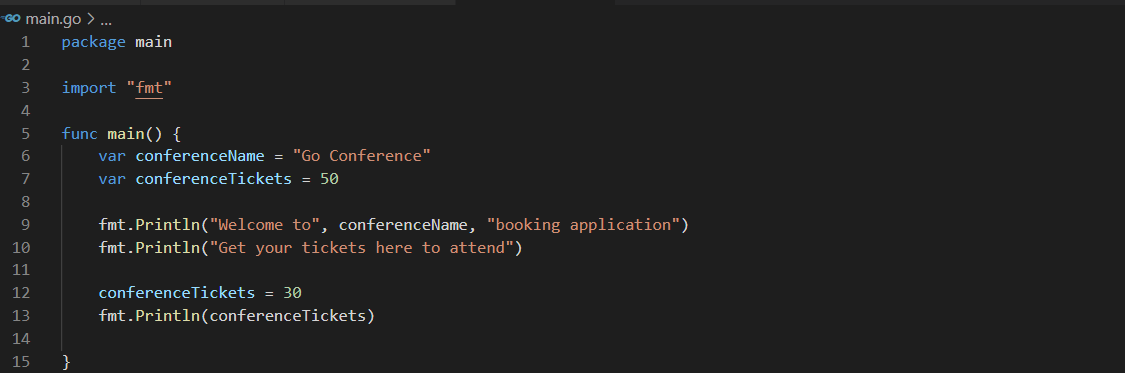 GO main.go > ...
1 package main
2
3 import "fmt"
4
5 func main() {
6     var conferenceName = "Go Conference"
7     var conferenceTickets = 50
8
9     fmt.Println("Welcome to", conferenceName, "booking application")
10     fmt.Println("Get your tickets here to attend")
11
12     conferenceTickets = 30
13     fmt.Println(conferenceTickets)
14
15 }